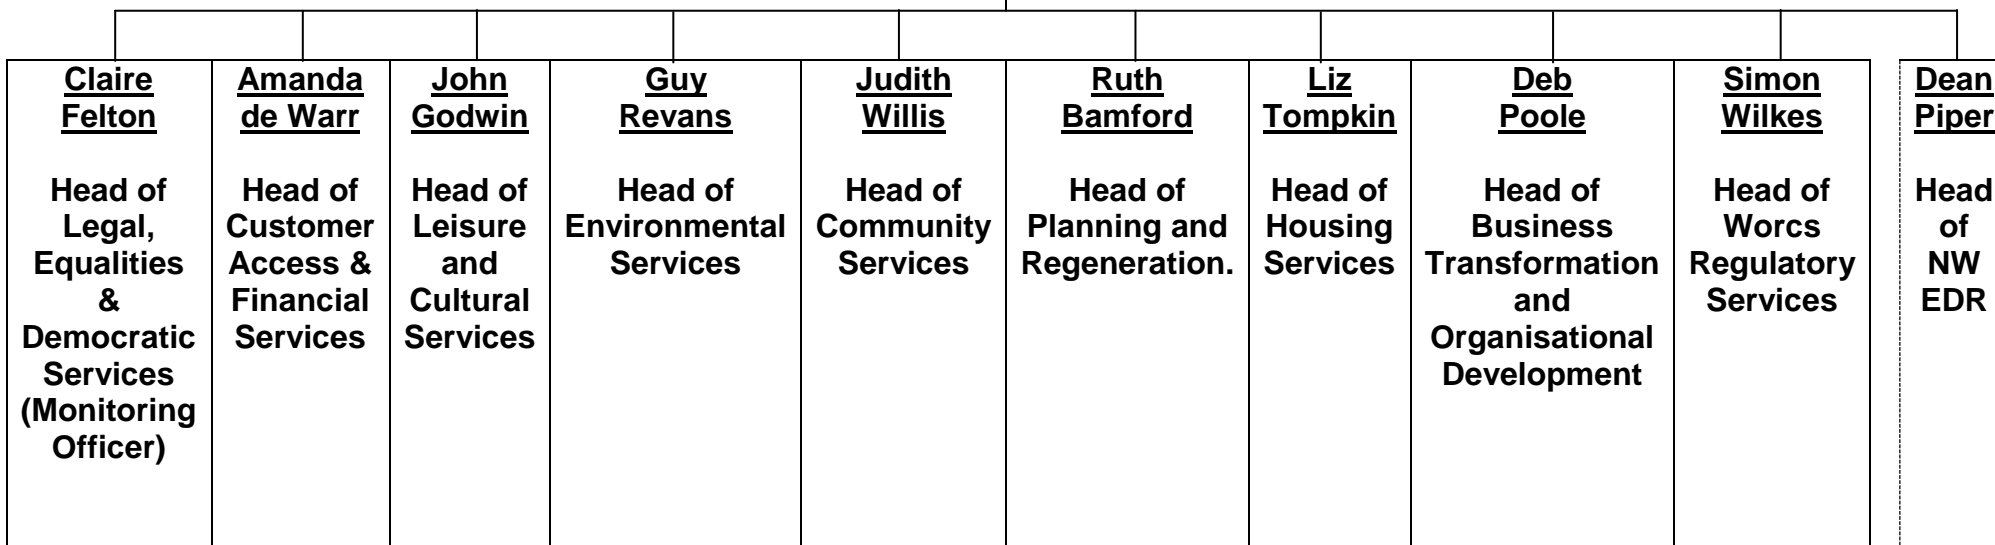 Claire
Felton
Head of
Legal,
Equalities
&
Democratic
Services
(Monitoring
Officer)
Amanda
de Warr
Head of
Customer
Access &
Financial
Services
John
Godwin
Head of
Leisure
and
Cultural
Services
Guy
Revans
Head of
Environmental
Services
Judith
Willis
Head of
Community
Services
Ruth
Bamford
Head of
Planning and
Regeneration.
Liz
Tompkin
Head of
Housing
Services
Deb
Poole
Head of
Business
Transformation
and
Organisational
Development
Simon
Wilkes
Head of
Worcs
Regulatory
Services
Dean
Piper
Head
of
NW
EDR